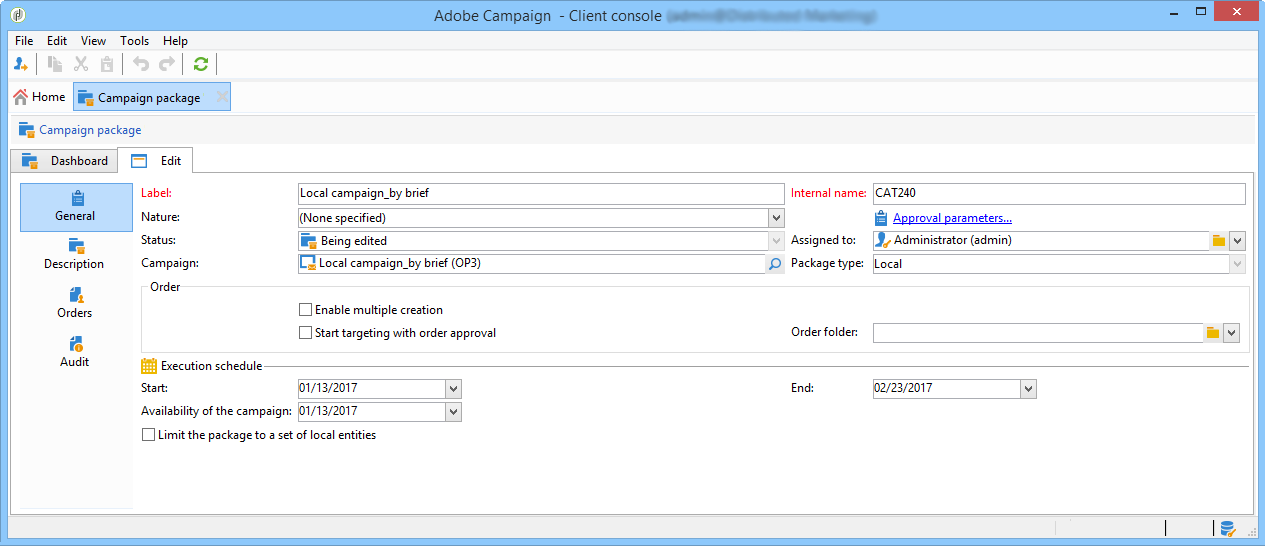 Adobe Campaign - Client console
File Edit View Tools Help
Home Campaign package
Campaign package
Dashboard Edit
General
Description
Orders
Audit
Label: Local campaign_by brief Internal name: CAT240
Nature: (None specified) Approval parameters...
Status: Being edited Assigned to: Administrator (admin)
Campaign: Local campaign_by brief (OP3) Package type: Local
Order
Enable multiple creation
Start targeting with order approval Order folder:
Execution schedule
Start: 01/13/2017 End: 02/23/2017
Availability of the campaign: 01/13/2017
Limit the package to a set of local entities